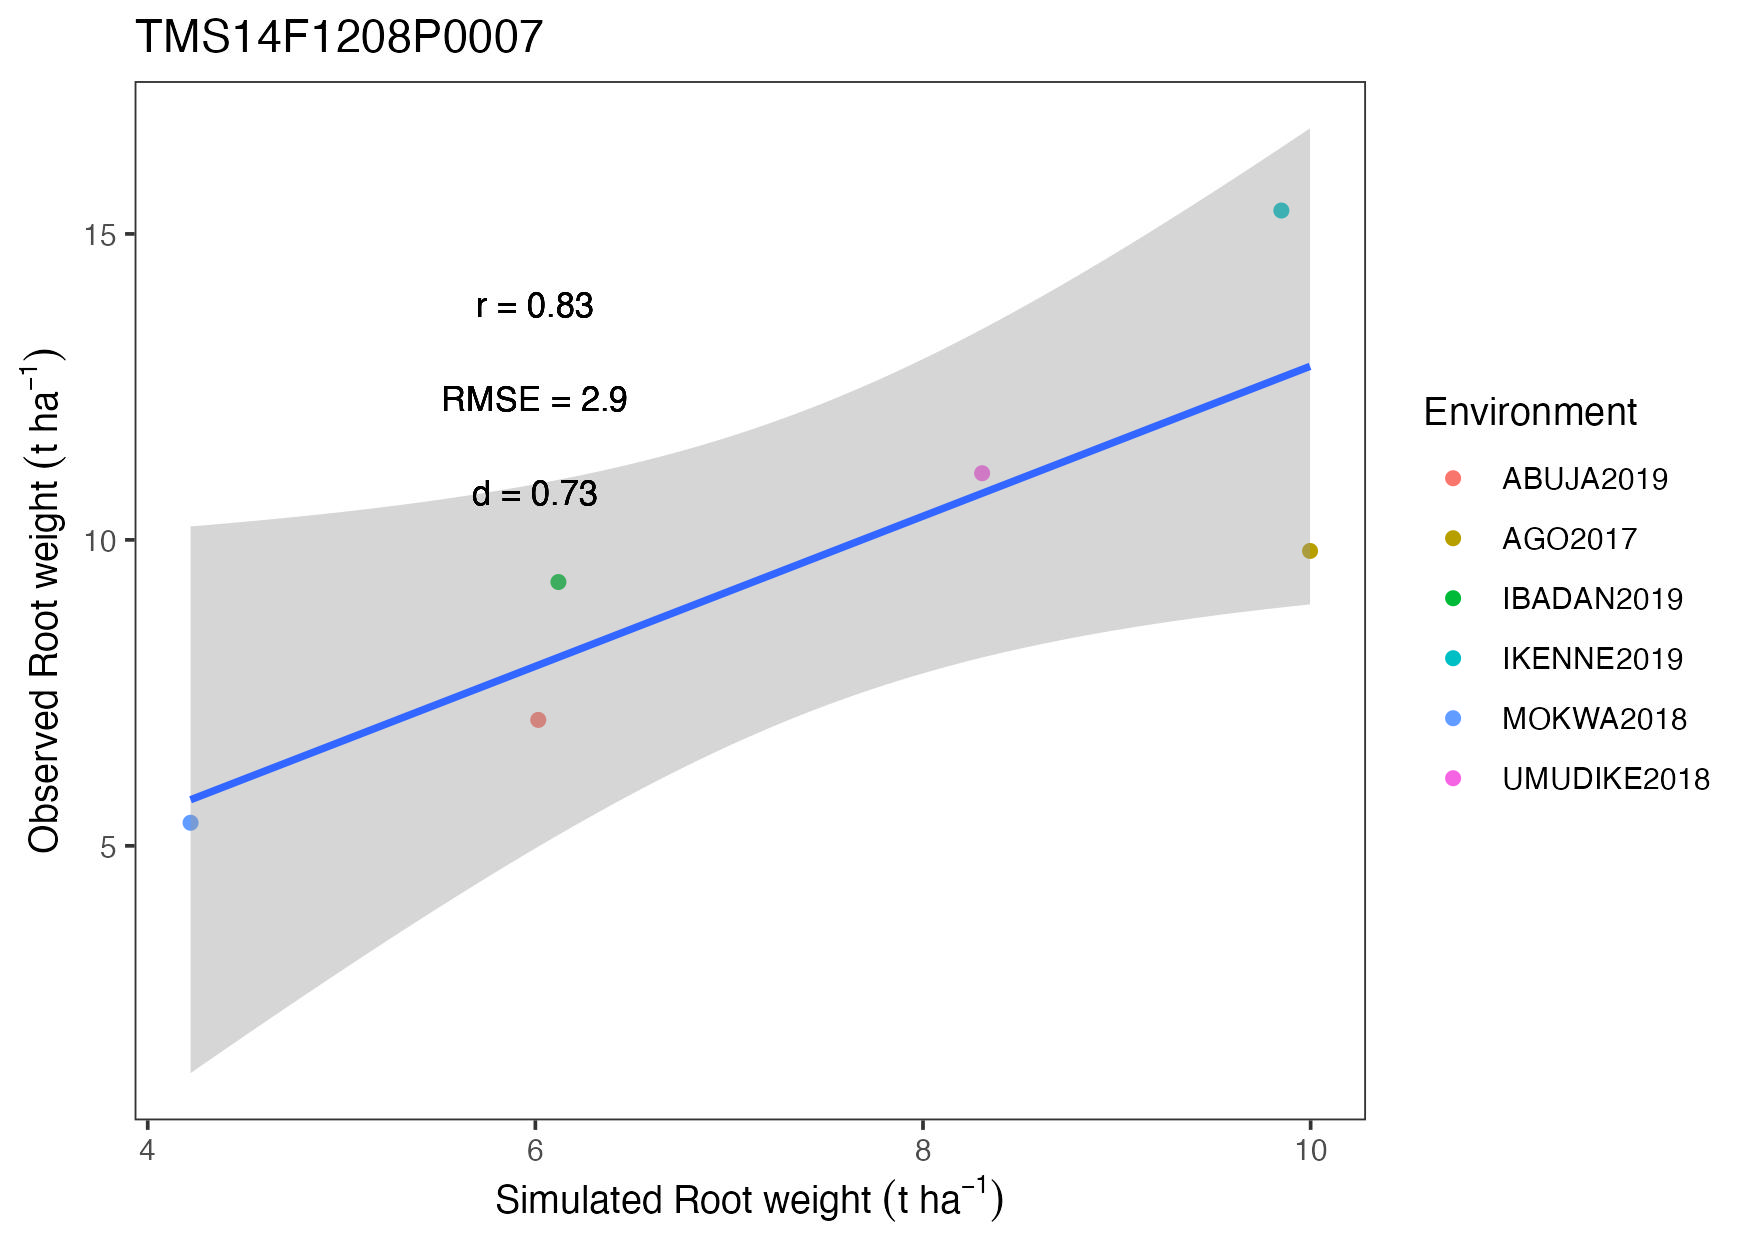 TMS14F1208P0007
Observed Root weight (t ha⁻¹)
15
10
5
r = 0.83
RMSE = 2.9
d = 0.73
4 6 8 10
Simulated Root weight (t ha⁻¹)
Environment
ABUJA2019
AGO2017
IBADAN2019
IKENNE2019
MOKWA2018
UMUDIKE2018